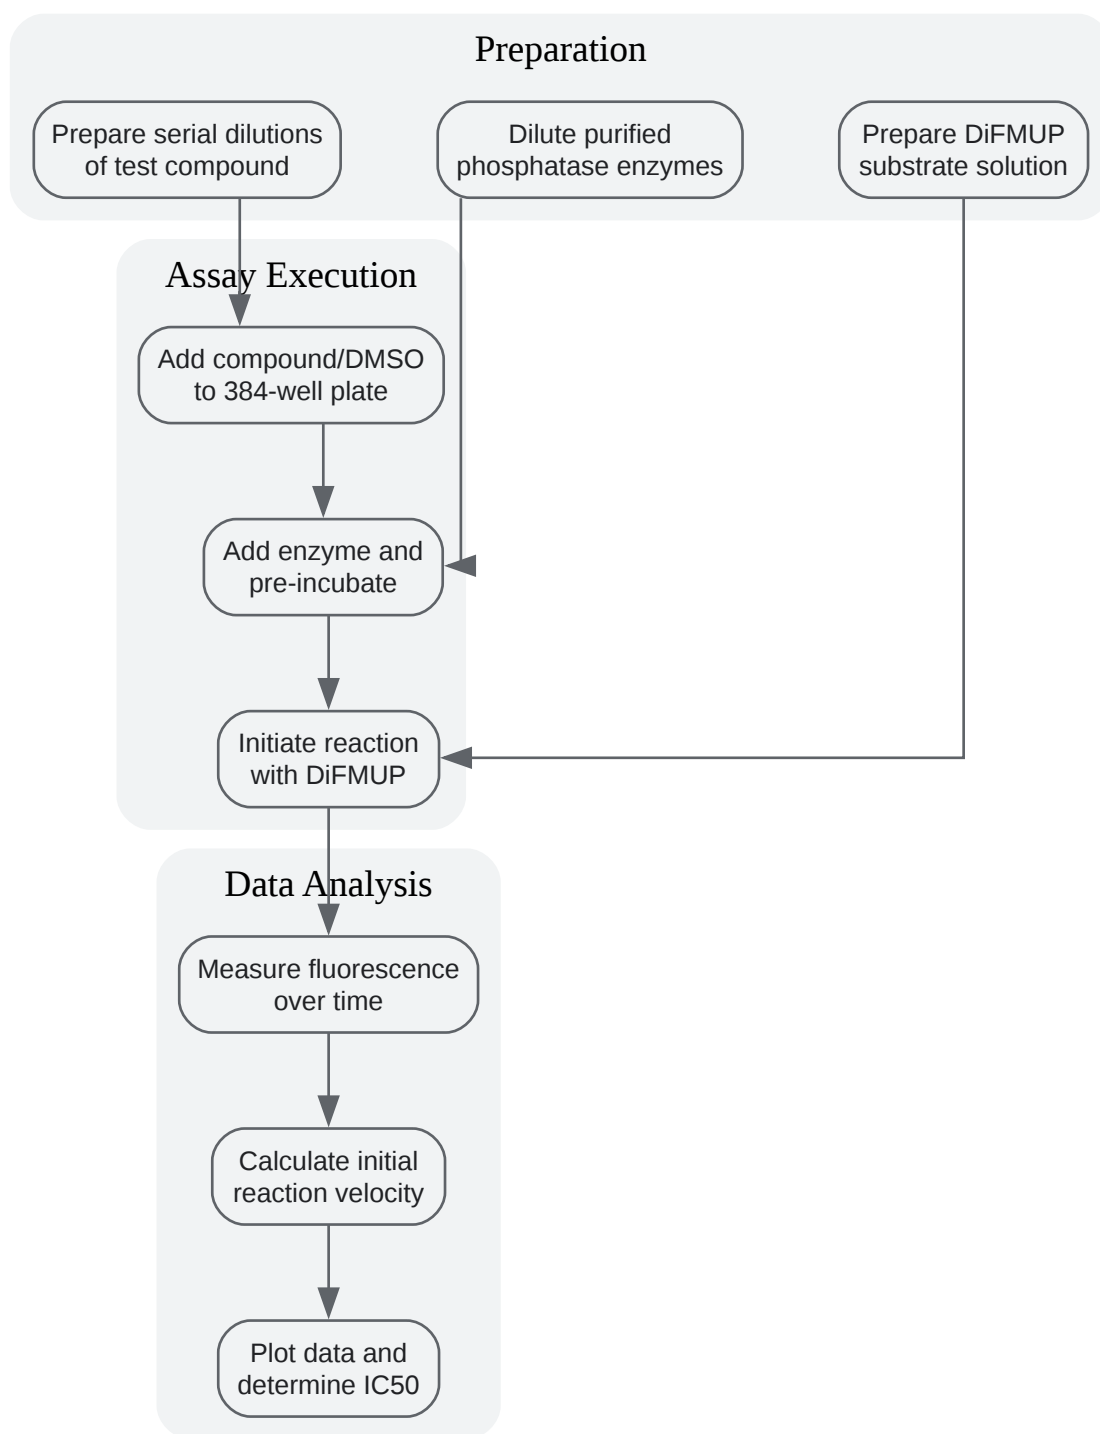 Preparation
Prepare serial dilutions
of test compound
Dilute purified
phosphatase enzymes
Prepare DiFMUP
substrate solution
Assay Execution
Add compound/DMSO
to 384-well plate
Add enzyme and
pre-incubate
Initiate reaction
with DiFMUP
Data Analysis
Measure fluorescence
over time
Calculate initial
reaction velocity
Plot data and
determine IC50